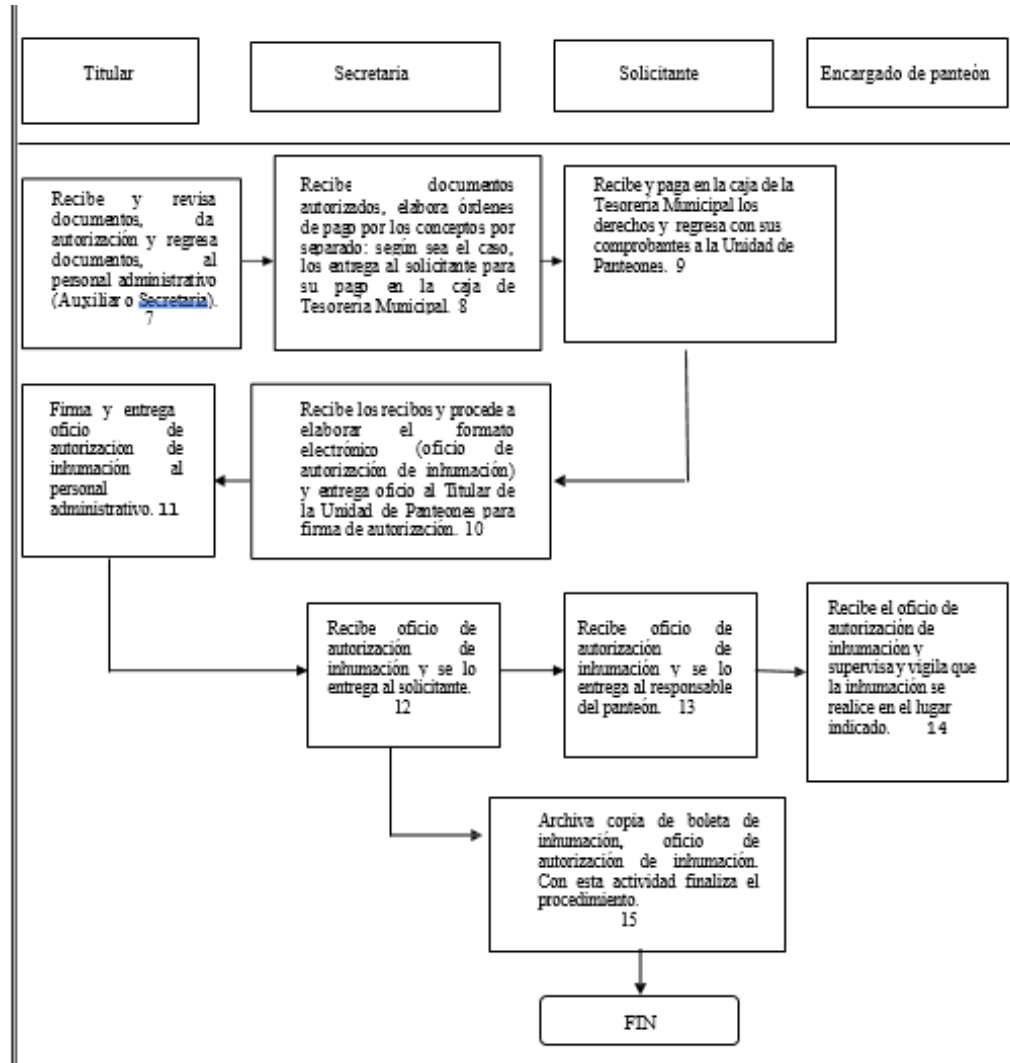 Titular
Secretaria
Solicitante
Encargado de panteón
Recibe y revisa
documentos, da
autorización y regresa
documentos, al
personal administrativo
(Auxiliar o Secretaria).
7
Recibe documentos
autorizados, elabora órdenes
de pago por los conceptos por
separado: según sea el caso,
los entrega al solicitante para
su pago en la caja de
Tesorería Municipal. 8
Recibe y paga en la caja de la
Tesorería Municipal los
derechos y regresa con sus
comprobantes a la Unidad de
Panteones. 9
Firma y entrega
oficio de
autorización de
inhumación al
personal
administrativo. 11
Recibe los recibos y procede a
elaborar el formato
electrónico (oficio de
autorización de inhumación)
y entrega oficio al Titular de
la Unidad de Panteones para
firma de autorización. 10
Recibe oficio de
autorización de
inhumación y se lo
entrega al solicitante.
12
Recibe oficio de
autorización de
inhumación y se lo
entrega al responsable
del panteón. 13
Recibe el oficio de
autorización de
inhumación y
supervisa y vigila que
la inhumación se
realice en el lugar
indicado. 14
Archiva copia de boleta de
inhumación, oficio de
autorización de inhumación.
Con esta actividad finaliza el
procedimiento.
15
FIN